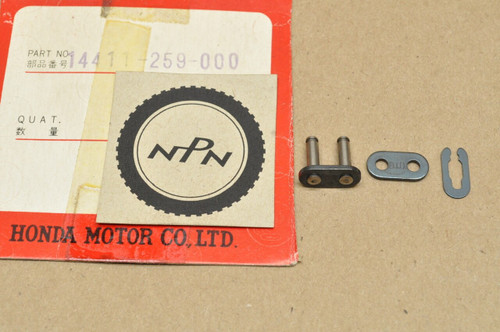 PART NO.
部品番号
14411-259-000
QUAT.
数量
NPN
HONDA MOTOR CO., LTD.